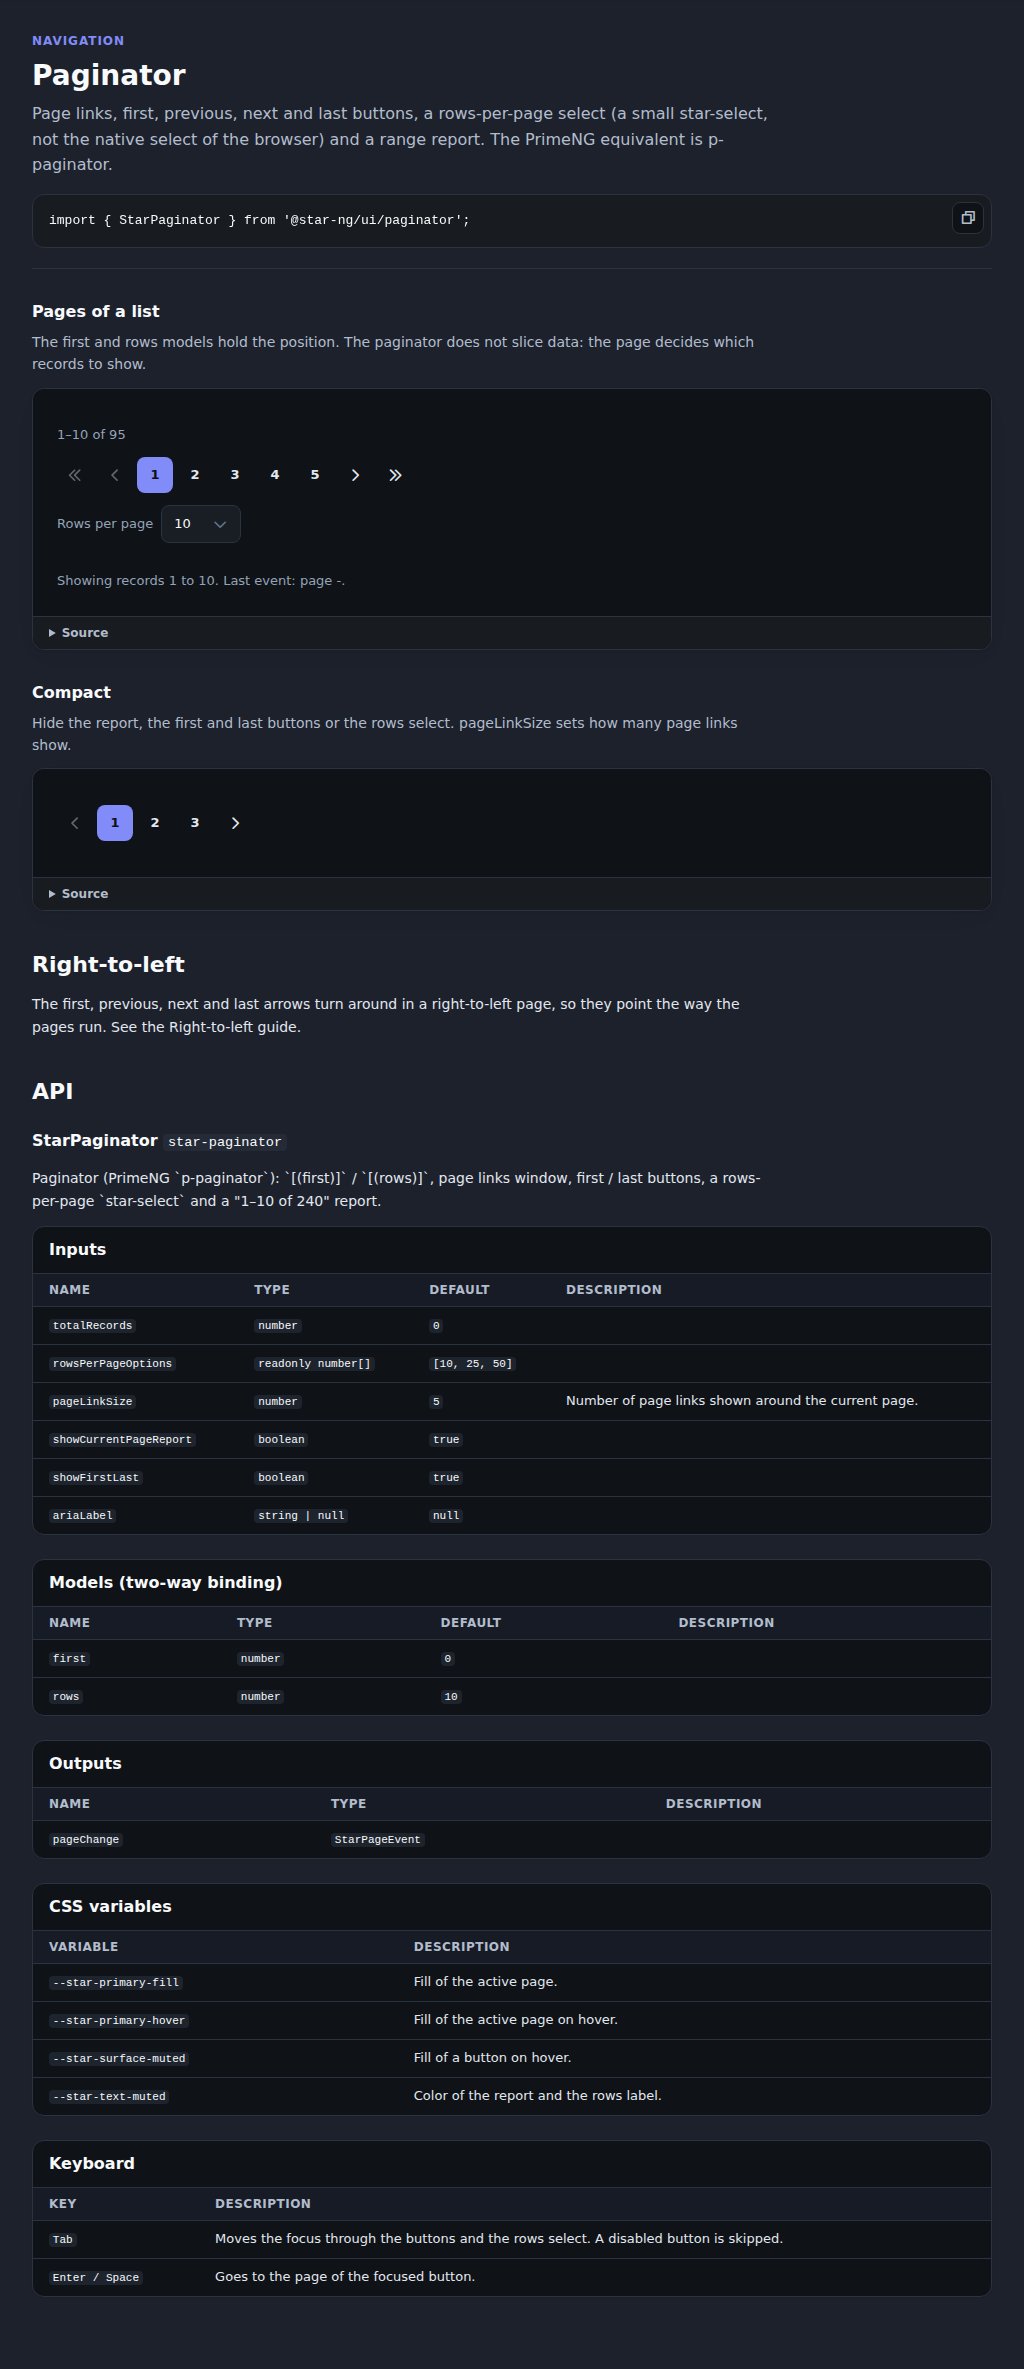 NAVIGATION
Paginator
Page links, first, previous, next and last buttons, a rows-per-page select (a small star-select,
not the native select of the browser) and a range report. The PrimeNG equivalent is p-
paginator.
import { StarPaginator } from '@star-ng/ui/paginator';
Pages of a list
The first and rows models hold the position. The paginator does not slice data: the page decides which
records to show.
1–10 of 95
1 2 3 4 5
Rows per page 10
Showing records 1 to 10. Last event: page -.
Source
Compact
Hide the report, the first and last buttons or the rows select. pageLinkSize sets how many page links
show.
1 2 3
Source
Right-to-left
The first, previous, next and last arrows turn around in a right-to-left page, so they point the way the
pages run. See the Right-to-left guide.
API
StarPaginator star-paginator
Paginator (PrimeNG `p-paginator`): `[(first)]` / `[(rows)]`, page links window, first / last buttons, a rows-
per-page `star-select` and a "1–10 of 240" report.
Inputs
NAME TYPE DEFAULT DESCRIPTION
totalRecords number 0
rowsPerPageOptions readonly number[] [10, 25, 50]
pageLinkSize number 5 Number of page links shown around the current page.
showCurrentPageReport boolean true
showFirstLast boolean true
ariaLabel string | null null
Models (two-way binding)
NAME TYPE DEFAULT DESCRIPTION
first number 0
rows number 10
Outputs
NAME TYPE DESCRIPTION
pageChange StarPageEvent
CSS variables
VARIABLE DESCRIPTION
--star-primary-fill Fill of the active page.
--star-primary-hover Fill of the active page on hover.
--star-surface-muted Fill of a button on hover.
--star-text-muted Color of the report and the rows label.
Keyboard
KEY DESCRIPTION
Tab Moves the focus through the buttons and the rows select. A disabled button is skipped.
Enter / Space Goes to the page of the focused button.